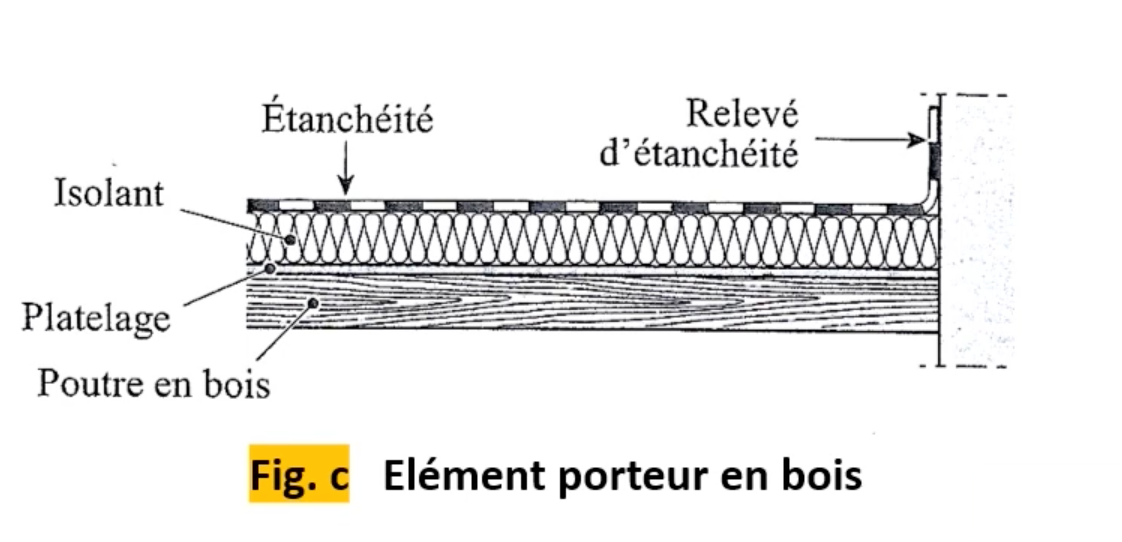 Étanchéité
Relevé
d'étanchéité
Isolant
Platelage
Poutre en bois
Fig. c Elément porteur en bois